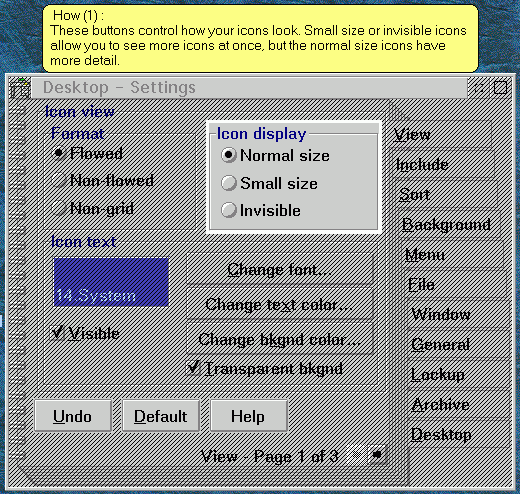 How (1) :
These buttons control how your icons look. Small size or invisible icons
allow you to see more icons at once, but the normal size icons have
more detail.
Desktop - Settings
Icon view
Format
Flowed
Non-flowed
Non-grid
Icon display
Normal size
Small size
Invisible
Icon text
14.System
Visible
Change font...
Change text color...
Change bkgnd color...
Transparent bkgnd
Undo
Default
Help
View - Page 1 of 3
View
Include
Sort
Background
Menu
File
Window
General
Lockup
Archive
Desktop